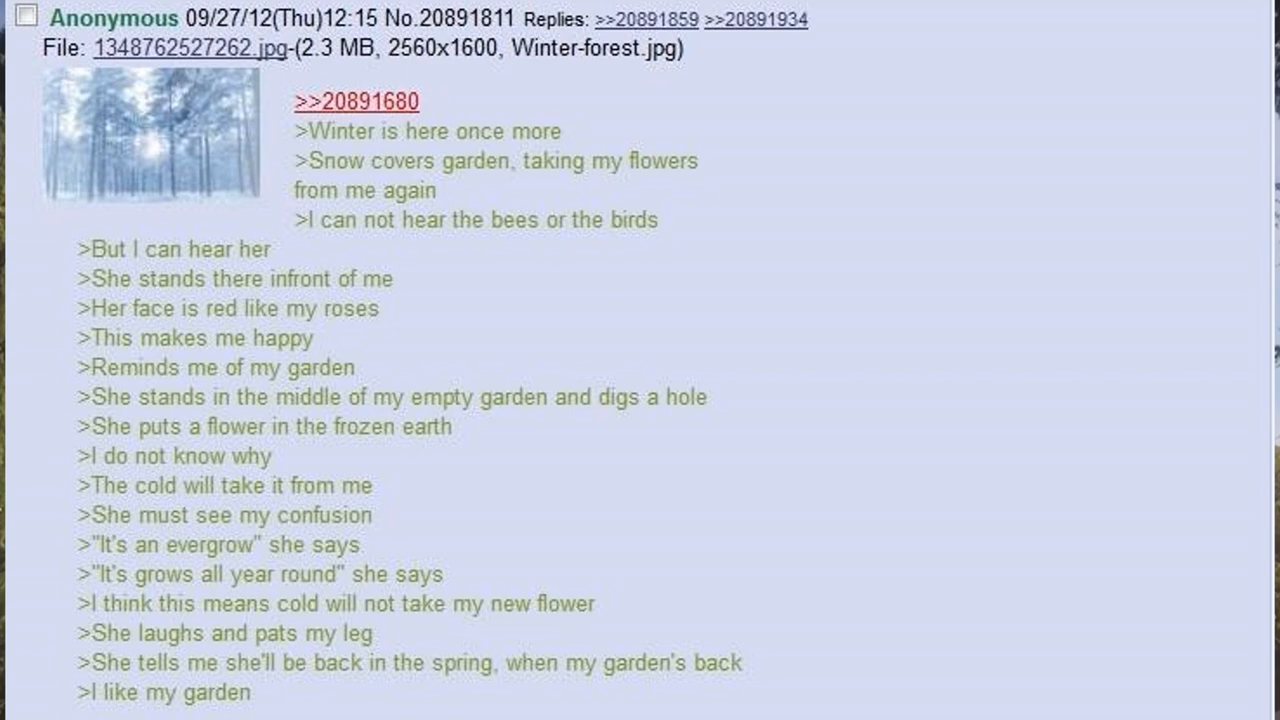 Anonymous 09/27/12(Thu)12:15 No.20891811 Replies: >>20891859 >>20891934
File: 1348762527262.jpg-(2.3 MB, 2560x1600, Winter-forest.jpg)
>>20891680
>Winter is here once more
>Snow covers garden, taking my flowers
from me again
>I can not hear the bees or the birds
>But I can hear her
>She stands there infront of me
>Her face is red like my roses
>This makes me happy
>Reminds me of my garden
>She stands in the middle of my empty garden and digs a hole
>She puts a flower in the frozen earth
>I do not know why
>The cold will take it from me
>She must see my confusion
>"It's an evergrow" she says
>"It's grows all year round" she says
>I think this means cold will not take my new flower
>She laughs and pats my leg
>She tells me she'll be back in the spring, when my garden's back
>I like my garden